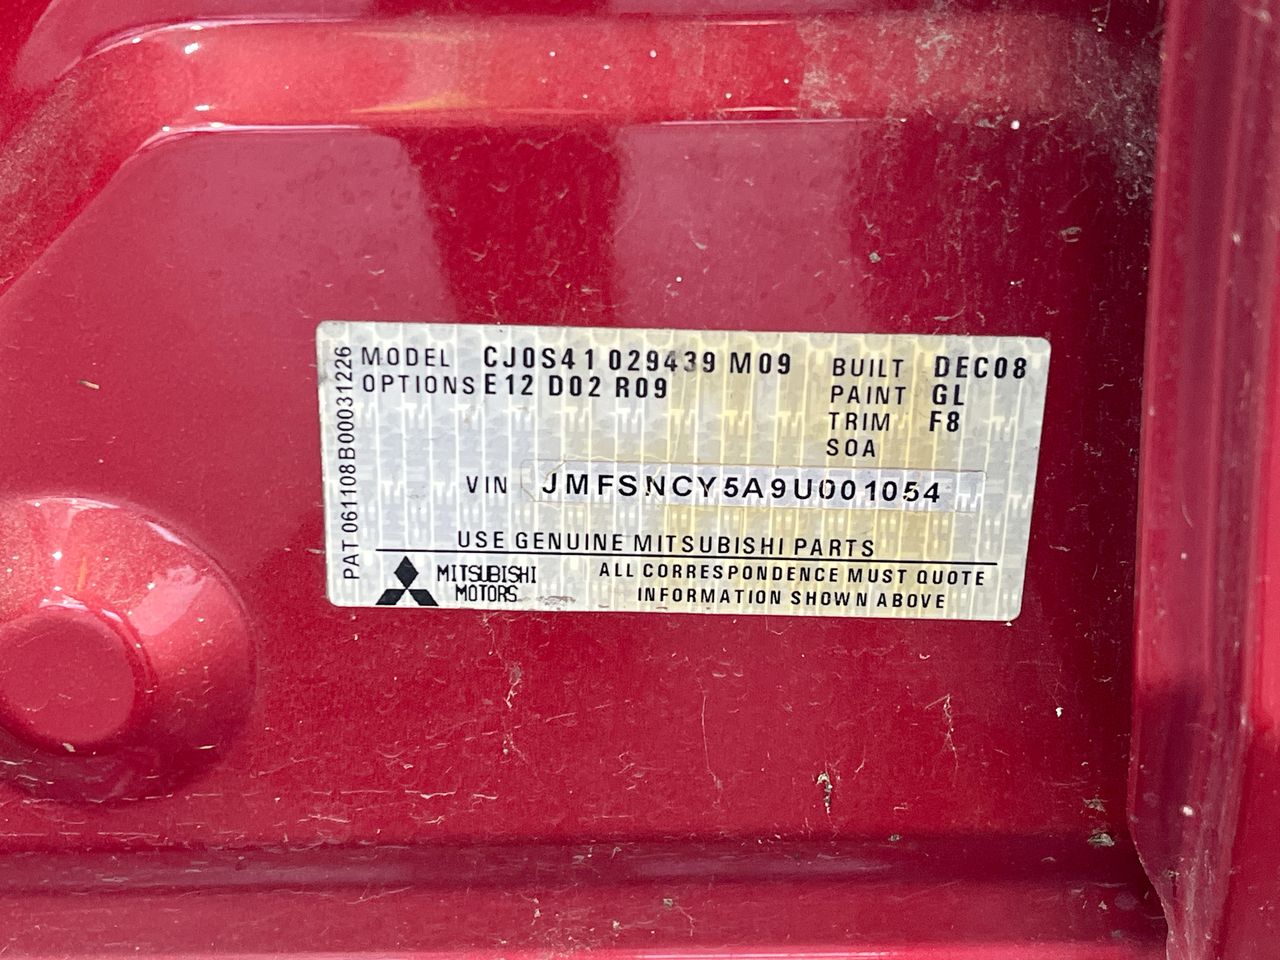 MODEL CJ0S41 029439 M09 BUILT DEC08
OPTIONS E12 D02 R09 PAINT GL
TRIM F8
SOA
VIN JMFSNCY5A9U001054
USE GENUINE MITSUBISHI PARTS
MITSUBISHI MOTORS
ALL CORRESPONDENCE MUST QUOTE
INFORMATION SHOWN ABOVE
PAT 061108B00031226